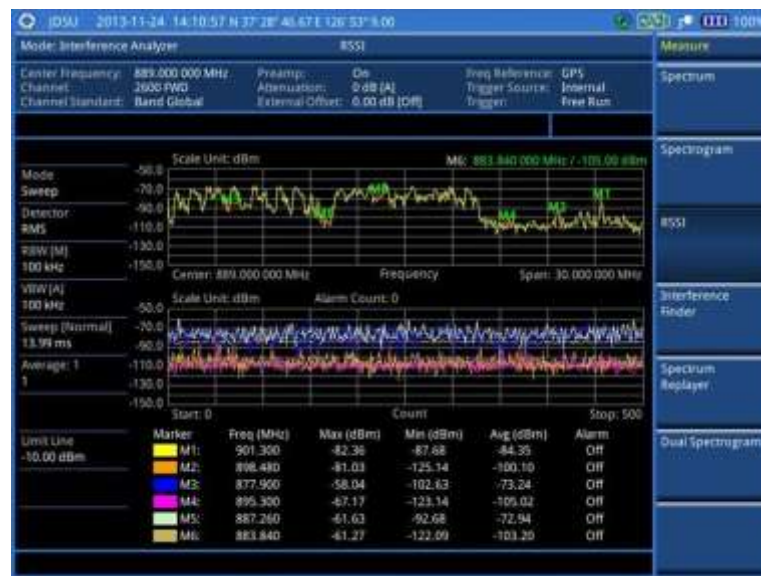 JDSU 2013-11-24 14:10:57 N 37° 28' 46.67 E 126° 53' 9.00 100%
Mode: Interference Analyzer RSSI Measure
Center Frequency: 889.000 000 MHz Preamp: On Freq Reference: GPS
Channel: 2600 FWD Attenuation: 0 dB [A] Trigger Source: Internal
Channel Standard: Band Global External Offset: 0.00 dB [Off] Trigger: Free Run
Spectrum
Spectrogram
RSSI
Interference Finder
Spectrum Replayer
Dual Spectrogram
Mode
Sweep
Detector
RMS
RBW [M]
100 kHz
VBW [A]
100 kHz
Sweep [Normal]
13.99 ms
Average: 1
1
Limit Line
-10.00 dBm
Scale Unit: dBm M6: 883.840 000 MHz / -105.00 dBm
-50.0
-70.0
-90.0
-110.0
-130.0
-150.0
M3 M6 M5 M4 M2 M1
Center: 889.000 000 MHz Frequency Span: 30.000 000 MHz
Scale Unit: dBm Alarm Count: 0
-50.0
-70.0
-90.0
-110.0
-130.0
-150.0
Start: 0 Count Stop: 500
Marker Freq (MHz) Max (dBm) Min (dBm) Avg (dBm) Alarm
M1: 901.300 -82.36 -87.68 -84.35 Off
M2: 898.480 -81.03 -125.14 -100.10 Off
M3: 877.900 -58.04 -102.63 -73.24 Off
M4: 895.300 -67.17 -123.14 -105.02 Off
M5: 887.260 -61.63 -92.68 -72.94 Off
M6: 883.840 -61.27 -122.09 -103.20 Off